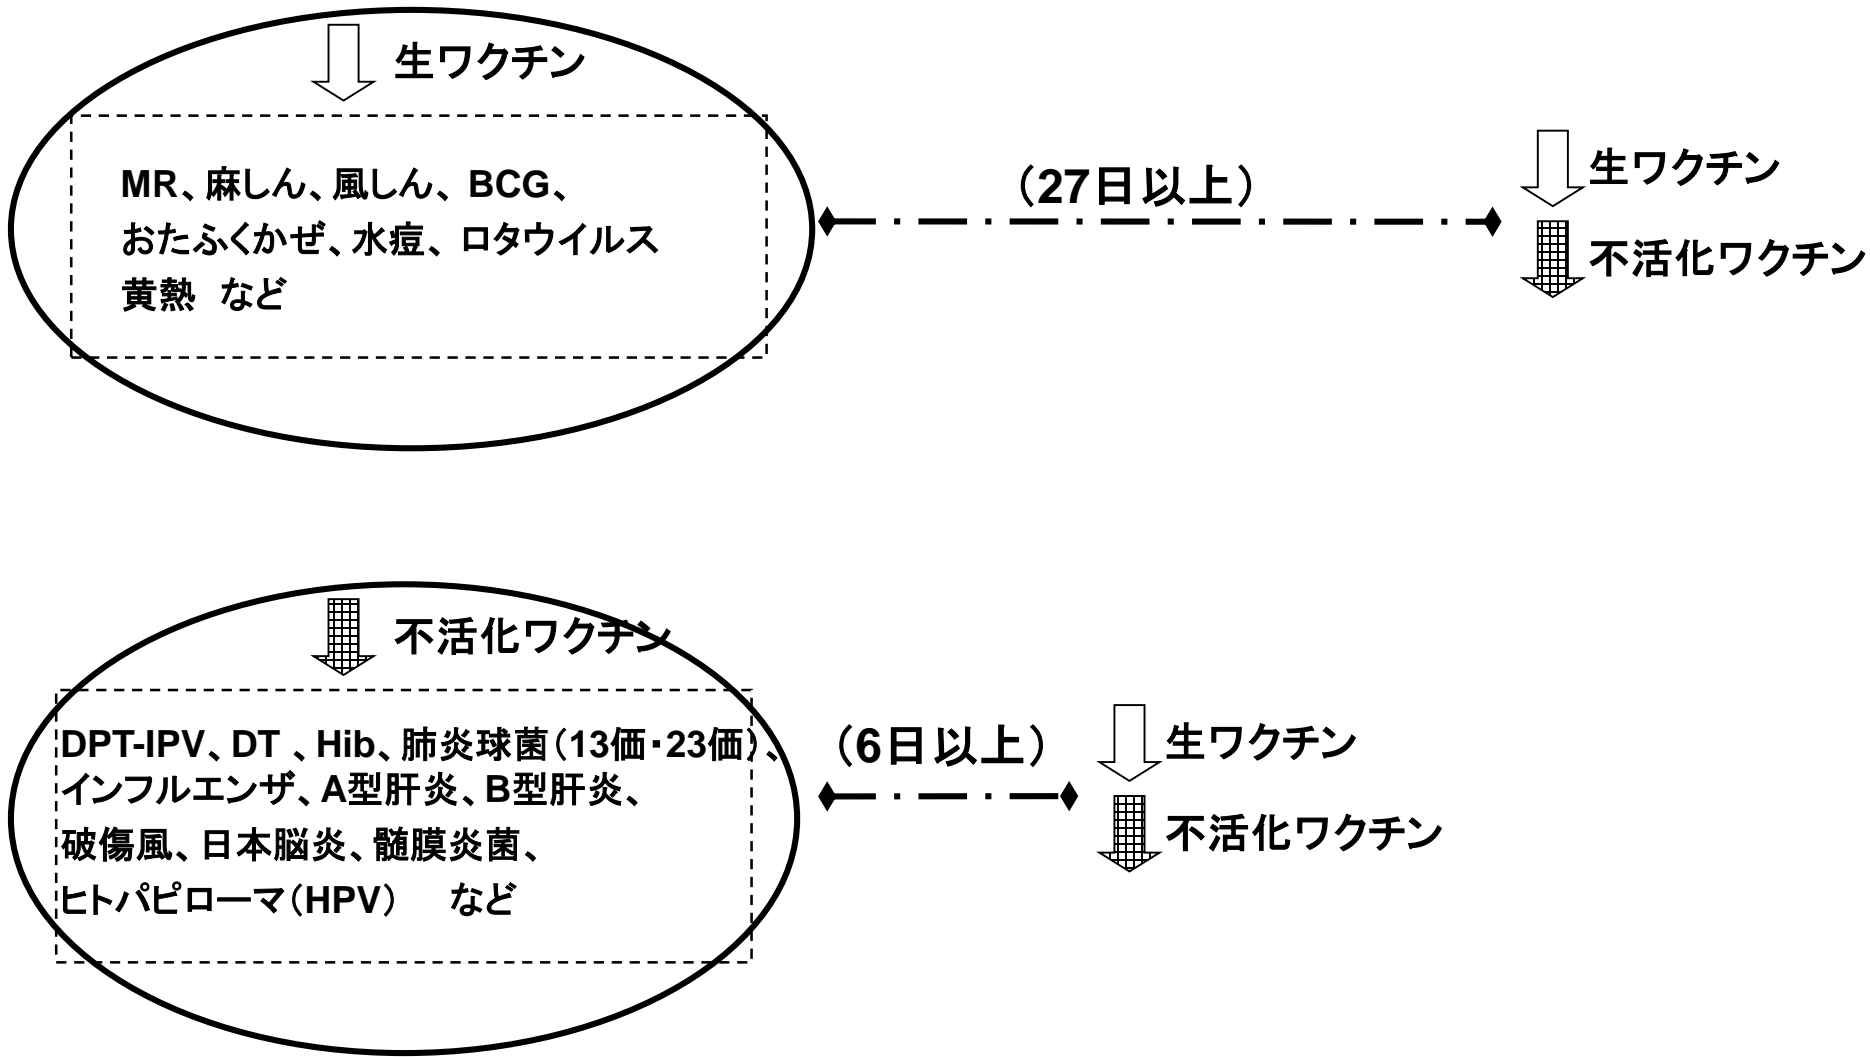 生ワクチン
MR、麻しん、風しん、BCG、
おたふくかぜ、水痘、ロタウイルス
黄熱　など
（27日以上）
生ワクチン
不活化ワクチン
不活化ワクチン
DPT-IPV、DT 、Hib、肺炎球菌（13価・23価）、
インフルエンザ、A型肝炎、B型肝炎、
破傷風、日本脳炎、髄膜炎菌、
ヒトパピローマ（HPV）　など
（6日以上）
生ワクチン
不活化ワクチン